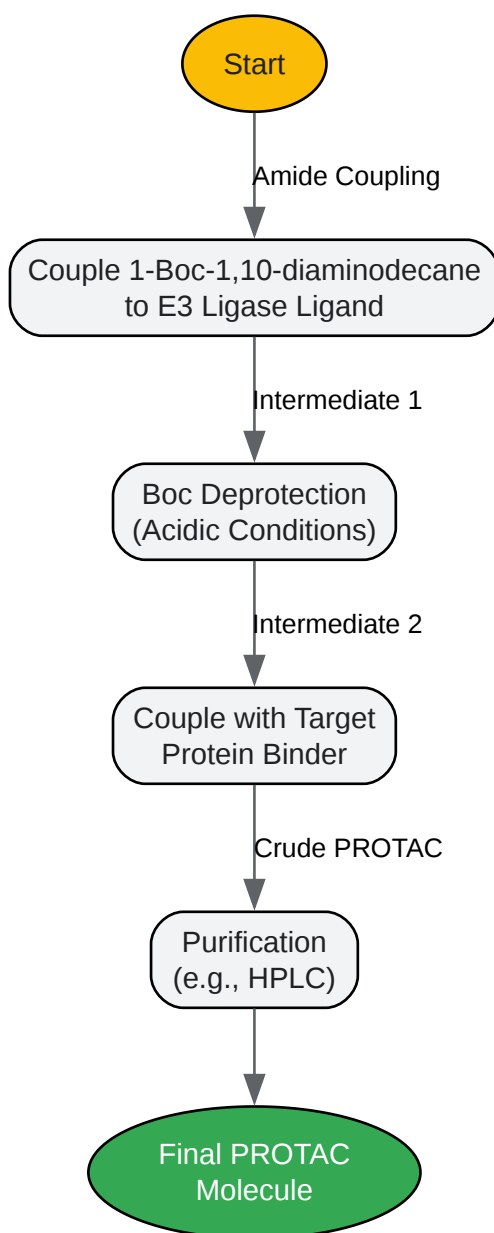 Start
Amide Coupling
Couple 1-Boc-1,10-diaminodecane
to E3 Ligase Ligand
Intermediate 1
Boc Deprotection
(Acidic Conditions)
Intermediate 2
Couple with Target
Protein Binder
Crude PROTAC
Purification
(e.g., HPLC)
Final PROTAC
Molecule